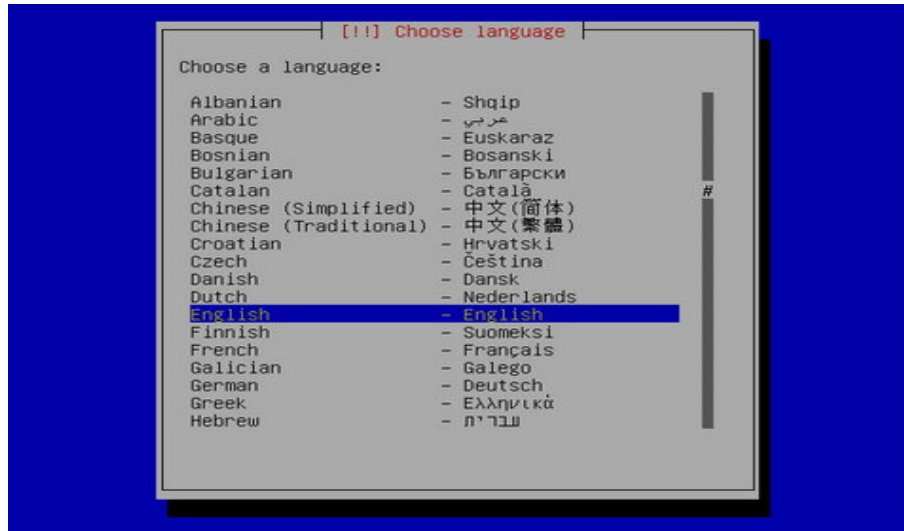 [!!] Choose language
Choose a language:
Albanian - Shqip
Arabic - عربي
Basque - Euskaraz
Bosnian - Bosanski
Bulgarian - Български
Catalan - Català
#
Chinese (Simplified) - 中文(简体)
Chinese (Traditional) - 中文(繁體)
Croatian - Hrvatski
Czech - Čeština
Danish - Dansk
Dutch - Nederlands
English - English
Finnish - Suomeksi
French - Français
Galician - Galego
German - Deutsch
Greek - Ελληνικά
Hebrew - עברית